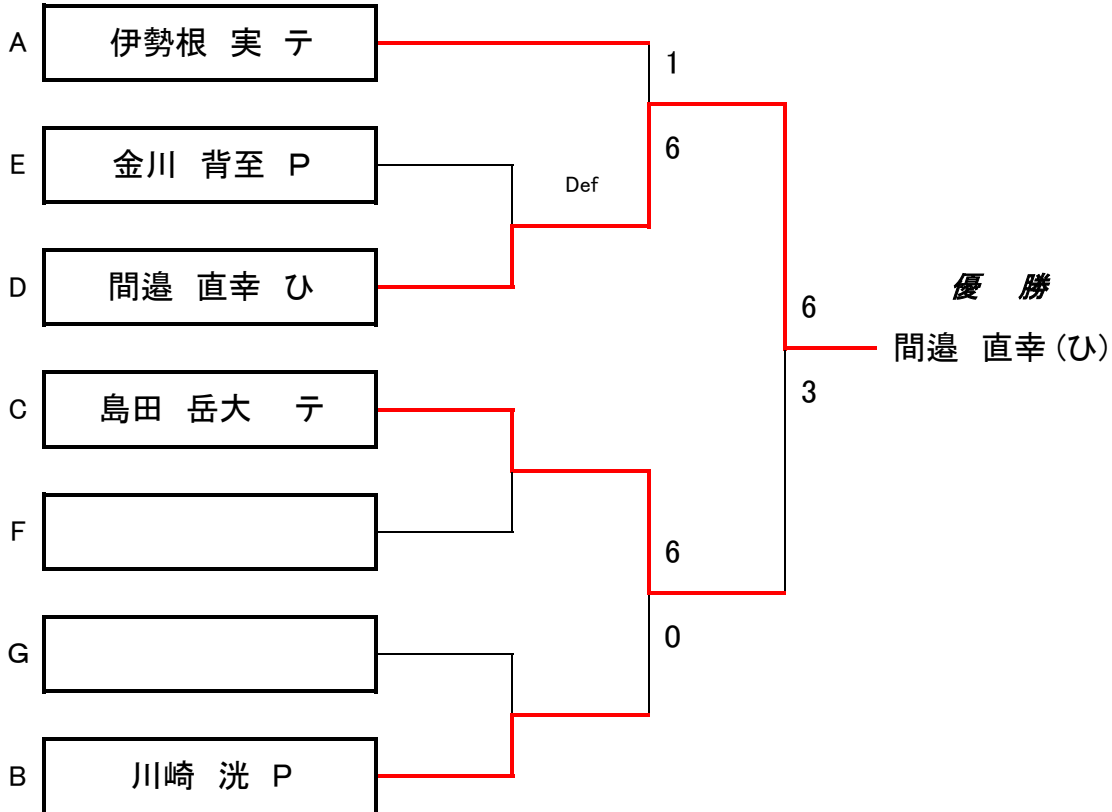 A 伊勢根 実 テ
1
E 金川 背至 P
6
Def
D 間邉 直幸 ひ
優 勝
6
間邉 直幸 (ひ)
C 島田 岳大 テ
3
F
6
G
0
B 川崎 洸 P